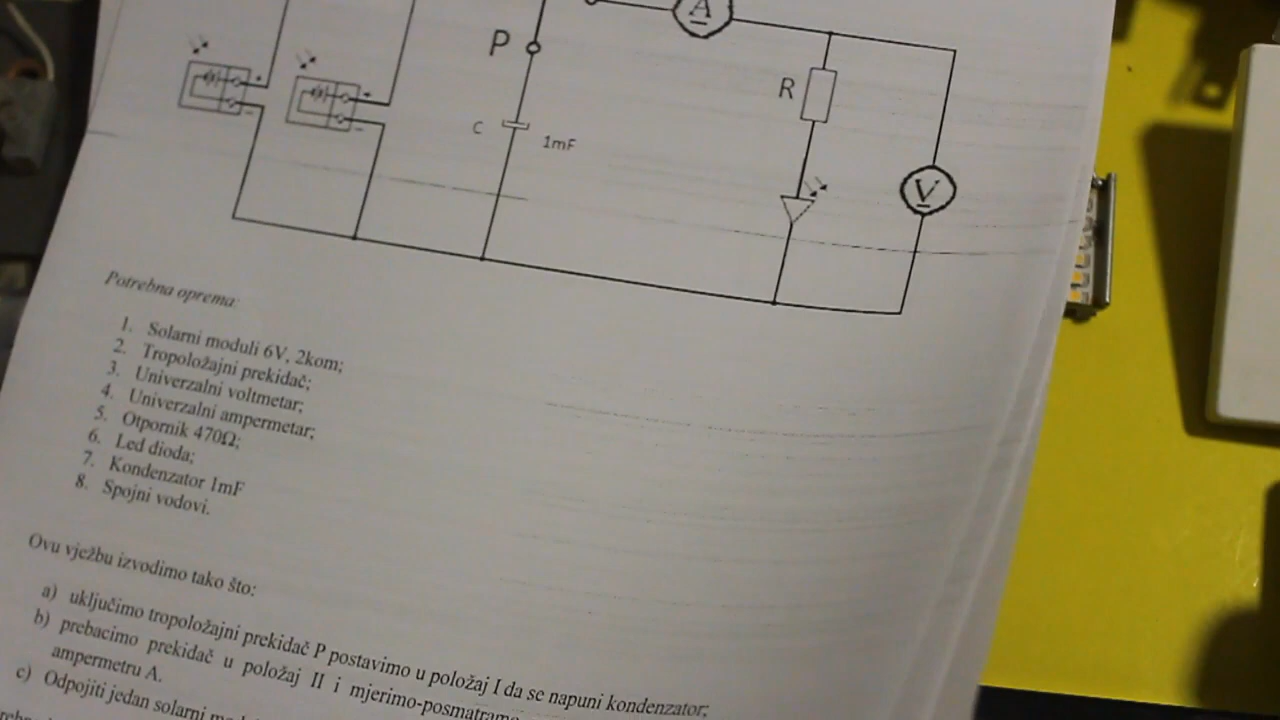 A
P
R
C
1mF
V
+
+
−
−
Potrebna oprema:
1. Solarni moduli 6V, 2kom;
2. Tropoložajni prekidač;
3. Univerzalni voltmetar;
4. Univerzalni ampermetar;
5. Otpornik 470Ω;
6. Led dioda;
7. Kondenzator 1mF
8. Spojni vodovi.
Ovu vježbu izvodimo tako što:
a) uključimo tropoložajni prekidač P postavimo u položaj I da se napuni kondenzator;
b) prebacimo prekidač u položaj II i mjerimo-posmatramo
ampermetru A.
c) Odpojiti jedan solarni